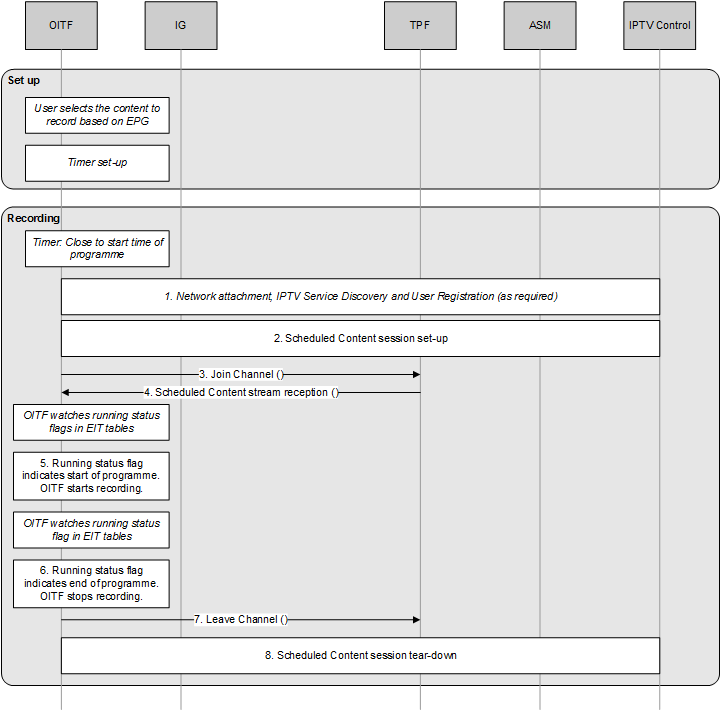 OITF
IG
TPF
ASM
IPTV Control
Set up
User selects the content to
record based on EPG
Timer set-up
Recording
Timer: Close to start time of
programme
1. Network attachment, IPTV Service Discovery and User Registration (as required)
2. Scheduled Content session set-up
3. Join Channel ()
4. Scheduled Content stream reception ()
OITF watches running status
flags in EIT tables
5. Running status flag
indicates start of programme.
OITF starts recording.
OITF watches running status
flag in EIT tables
6. Running status flag
indicates end of programme.
OITF stops recording.
7. Leave Channel ()
8. Scheduled Content session tear-down